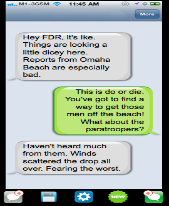 M1-3GSM
11:45 AM
More
Hey FDR, it's Ike.
Things are looking a
little dicey here.
Reports from Omaha
Beach are especially
bad.
This is do or die.
You've got to find a
way to get those
men off the beach!
What about the
paratroopers?
Haven't heard much
from them. Winds
scattered the drop all
over. Fearing the worst.
NEW